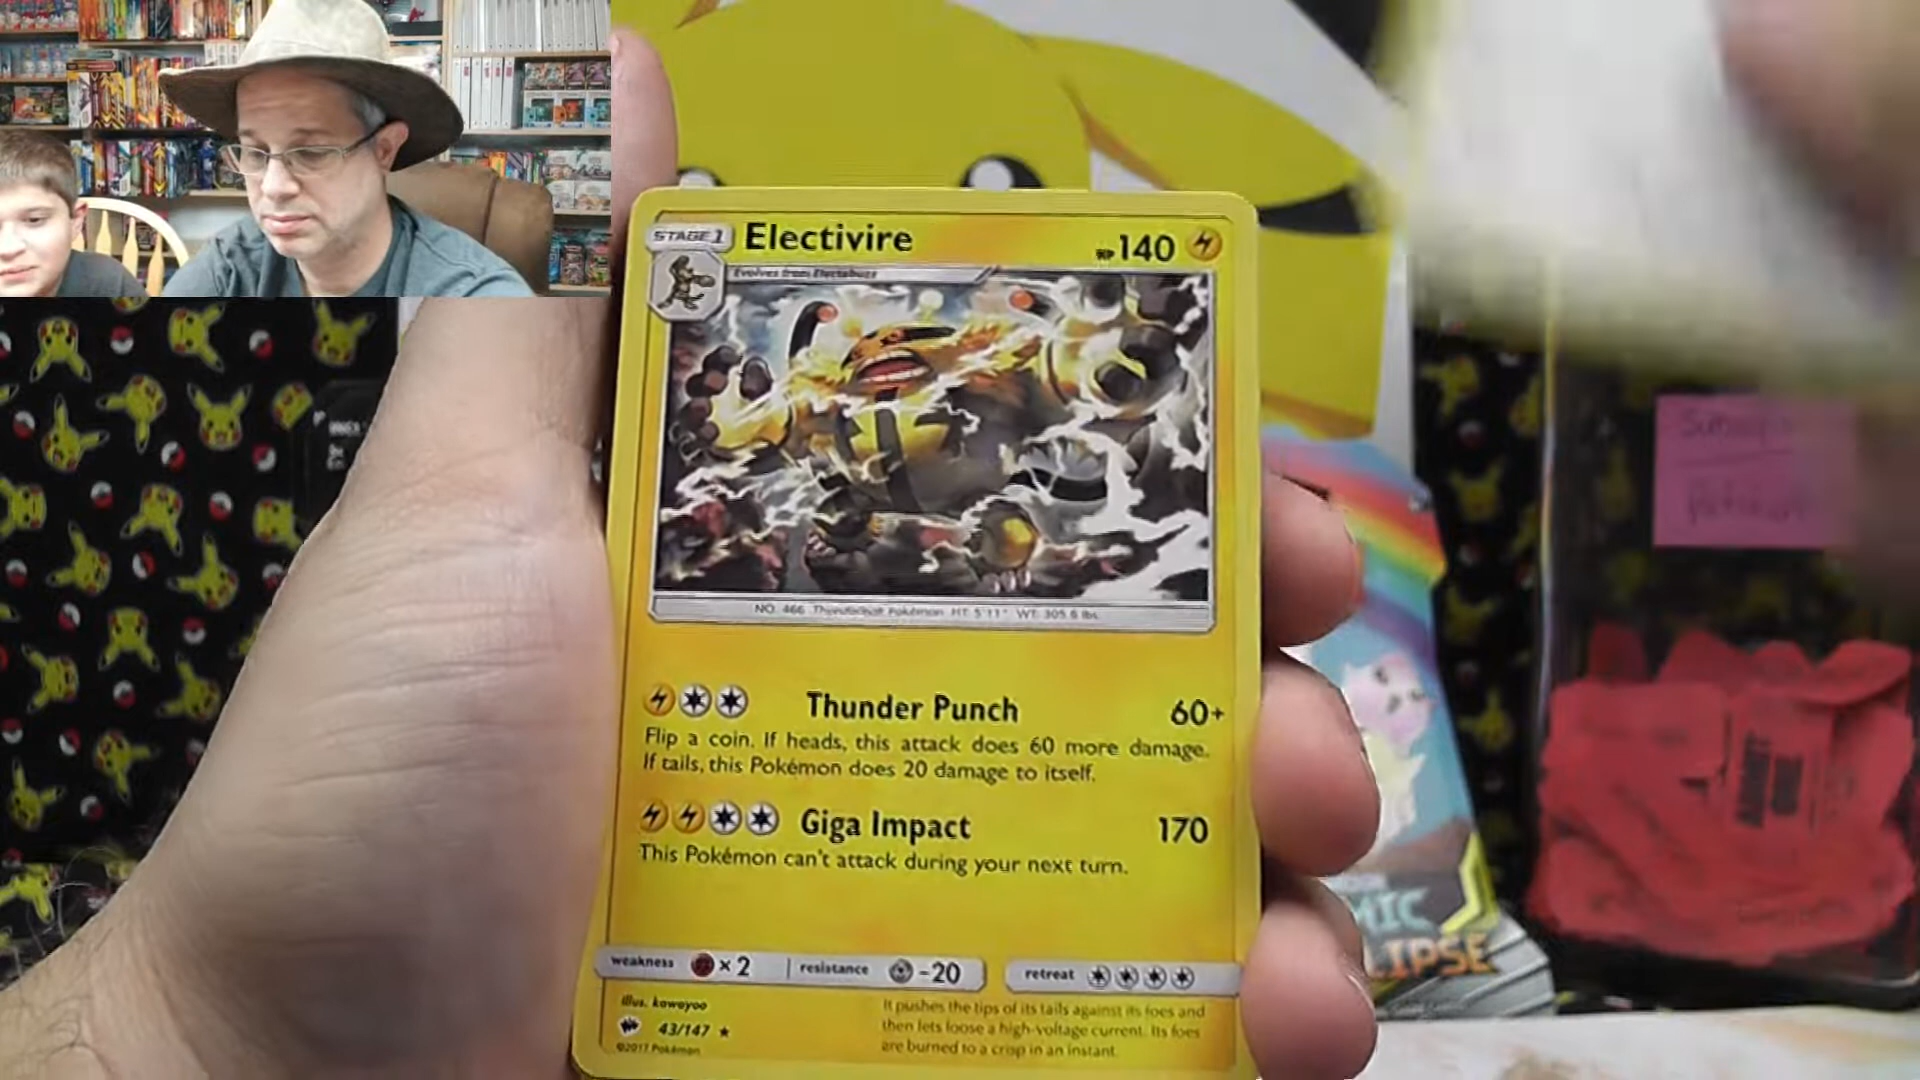 STAGE 1 Electivire HP 140
Evolves from Electabuzz
NO. 466 Thunderbolt Pokémon HT: 5'11" WT: 305.6 lbs.
Thunder Punch 60+
Flip a coin. If heads, this attack does 60 more damage.
If tails, this Pokémon does 20 damage to itself.
Giga Impact 170
This Pokémon can't attack during your next turn.
weakness ×2 resistance -20 retreat
illus. kawayoo
43/147
©2017 Pokémon
It pushes the tips of its tails against its foes and
then lets loose a high-voltage current. Its foes
are burned to a crisp in an instant.
MIC
LIPSE
ADMIT
ONE